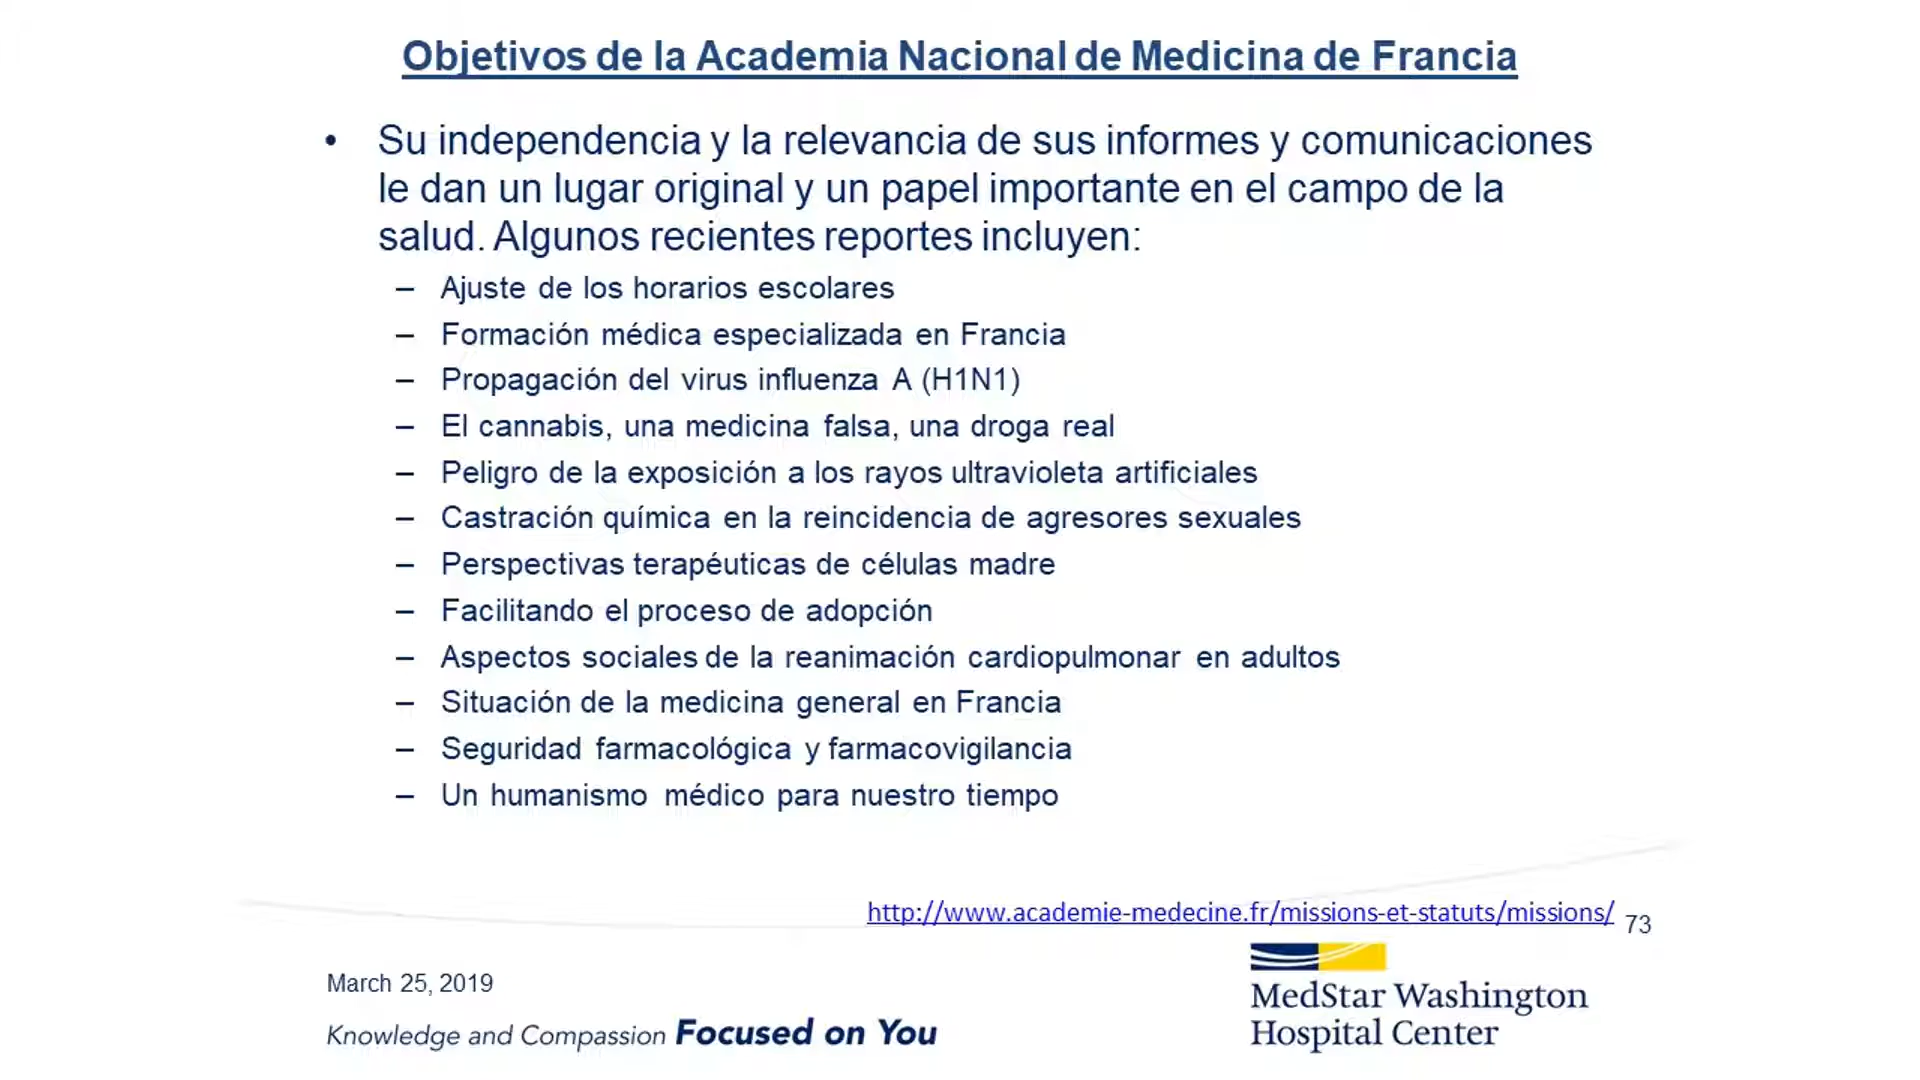 Objetivos de la Academia Nacional de Medicina de Francia
• Su independencia y la relevancia de sus informes y comunicaciones
le dan un lugar original y un papel importante en el campo de la
salud. Algunos recientes reportes incluyen:
– Ajuste de los horarios escolares
– Formación médica especializada en Francia
– Propagación del virus influenza A (H1N1)
– El cannabis, una medicina falsa, una droga real
– Peligro de la exposición a los rayos ultravioleta artificiales
– Castración química en la reincidencia de agresores sexuales
– Perspectivas terapéuticas de células madre
– Facilitando el proceso de adopción
– Aspectos sociales de la reanimación cardiopulmonar en adultos
– Situación de la medicina general en Francia
– Seguridad farmacológica y farmacovigilancia
– Un humanismo médico para nuestro tiempo
http://www.academie-medecine.fr/missions-et-statuts/missions/
73
March 25, 2019
Knowledge and Compassion Focused on You
MedStar Washington
Hospital Center